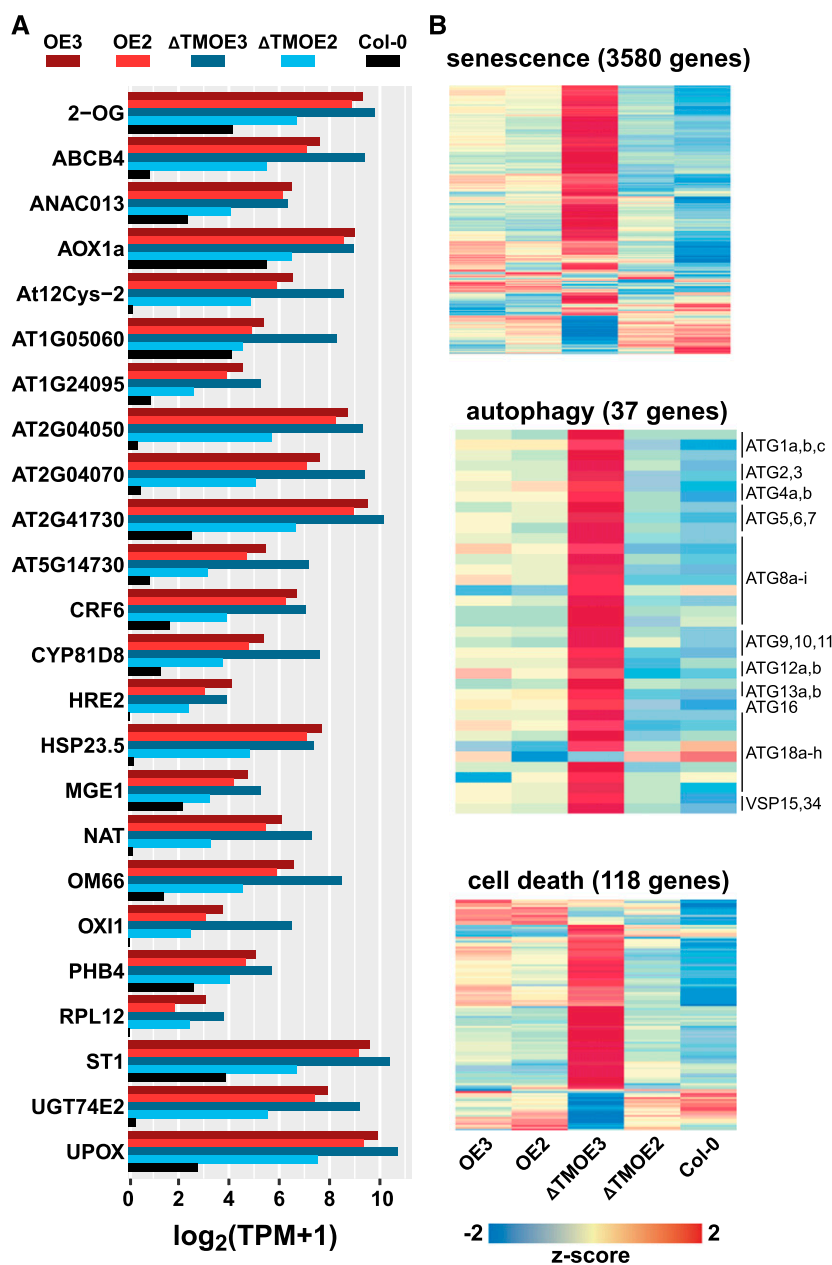 A
OE3 OE2 ΔTMOE3 ΔTMOE2 Col-0
2−OG
ABCB4
ANAC013
AOX1a
At12Cys−2
AT1G05060
AT1G24095
AT2G04050
AT2G04070
AT2G41730
AT5G14730
CRF6
CYP81D8
HRE2
HSP23.5
MGE1
NAT
OM66
OXI1
PHB4
RPL12
ST1
UGT74E2
UPOX
0 2 4 6 8 10
log2(TPM+1)
B
senescence (3580 genes)
autophagy (37 genes)
ATG1a,b,c
ATG2,3
ATG4a,b
ATG5,6,7
ATG8a-i
ATG9,10,11
ATG12a,b
ATG13a,b
ATG16
ATG18a-h
VSP15,34
cell death (118 genes)
OE3 OE2 ΔTMOE3 ΔTMOE2 Col-0
-2 2
z-score